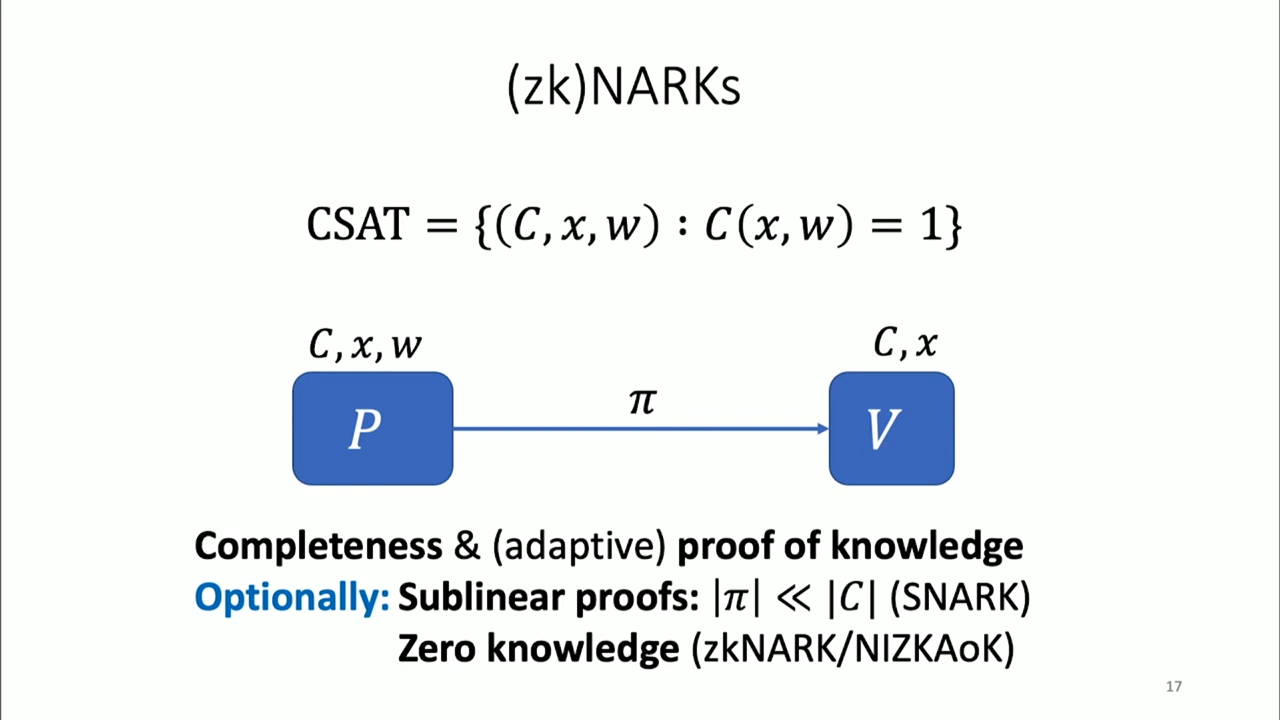 (zk)NARKs
CSAT = {(C, x, w) : C(x, w) = 1}
C, x, w
C, x
P
π
V
Completeness & (adaptive) proof of knowledge
Optionally: Sublinear proofs: |π| ≪ |C| (SNARK)
Zero knowledge (zkNARK/NIZKAoK)
17